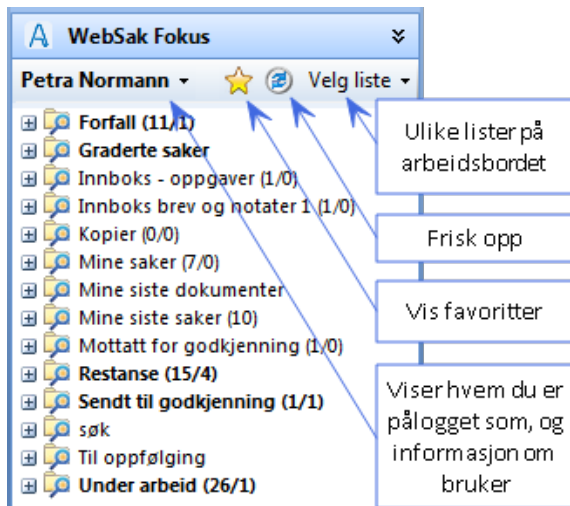 WebSak Fokus
Petra Normann
Velg liste
Forfall (11/1)
Graderte saker
Innboks - oppgaver (1/0)
Innboks brev og notater 1 (1/0)
Kopier (0/0)
Mine saker (7/0)
Mine siste dokumenter
Mine siste saker (10)
Mottatt for godkjenning (1/0)
Restanse (15/4)
Sendt til godkjenning (1/1)
søk
Til oppfølging
Under arbeid (26/1)
Ulike lister på
arbeidsbordet
Frisk opp
Vis favoritter
Viser hvem du er
pålogget som, og
informasjon om
bruker